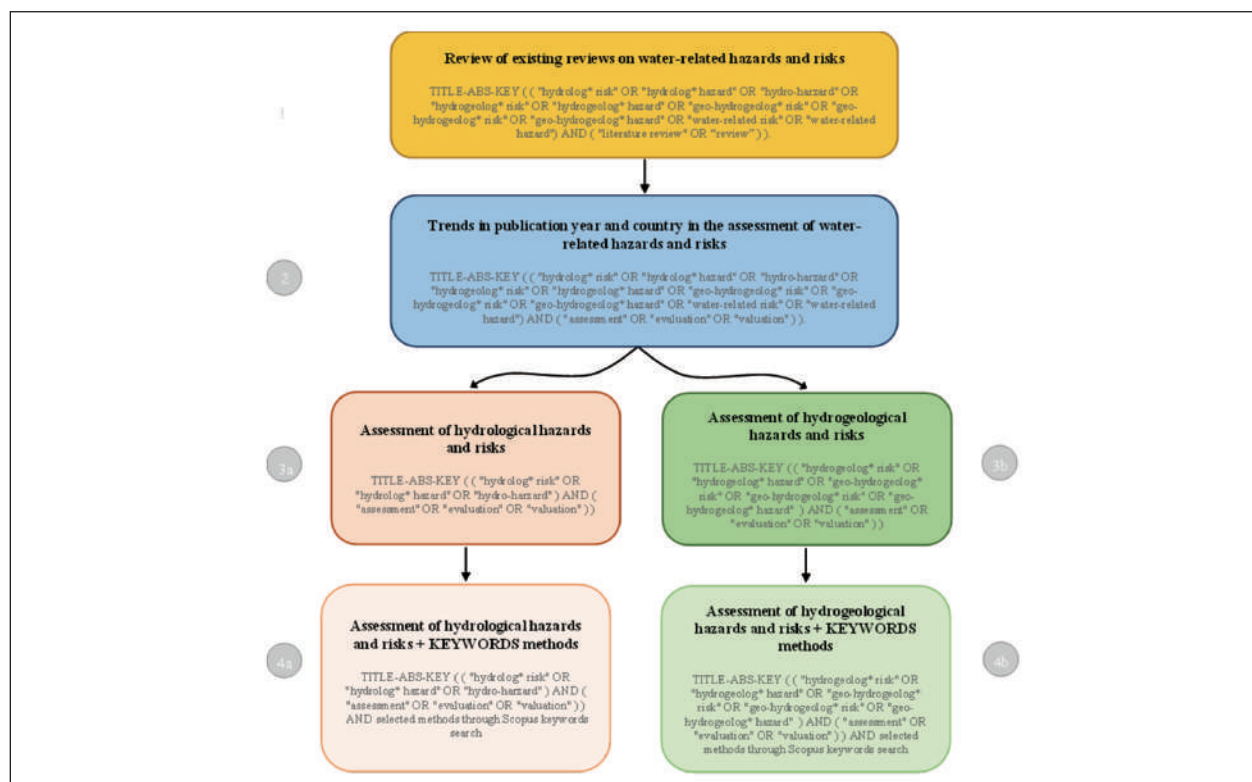 Review of existing reviews on water-related hazards and risks
TITLE-ABS-KEY ( ( "hydrolog* risk" OR "hydrolog* hazard" OR "hydro-harzard" OR
"hydrogeolog* risk" OR "hydrogeolog* hazard" OR "geo-hydrogeolog* risk" OR "geo-
hydrogeolog* risk" OR "geo-hydrogeolog* hazard" OR "water-related risk" OR "water-related
hazard") AND ( "literature review" OR "review" ) ).
2
Trends in publication year and country in the assessment of water-
related hazards and risks
TITLE-ABS-KEY ( ( "hydrolog* risk" OR "hydrolog* hazard" OR "hydro-harzard" OR
"hydrogeolog* risk" OR "hydrogeolog* hazard" OR "geo-hydrogeolog* risk" OR "geo-
hydrogeolog* risk" OR "geo-hydrogeolog* hazard" OR "water-related risk" OR "water-related
hazard") AND ( "assessment" OR "evaluation" OR "valuation" ) ).
3a
Assessment of hydrological hazards
and risks
TITLE-ABS-KEY ( ( "hydrolog* risk" OR
"hydrolog* hazard" OR "hydro-harzard" ) AND (
"assessment" OR "evaluation" OR "valuation" ) )
Assessment of hydrogeological
hazards and risks
TITLE-ABS-KEY ( ( "hydrogeolog* risk" OR
"hydrogeolog* hazard" OR "geo-hydrogeolog*
risk" OR "geo-hydrogeolog* risk" OR "geo-
hydrogeolog* hazard" ) AND ( "assessment" OR
"evaluation" OR "valuation" ) )
3b
4a
Assessment of hydrological hazards
and risks + KEYWORDS methods
TITLE-ABS-KEY ( ( "hydrolog* risk" OR
"hydrolog* hazard" OR "hydro-harzard" ) AND (
"assessment" OR "evaluation" OR "valuation" ) )
AND selected methods through Scopus keywords
search
Assessment of hydrogeological
hazards and risks + KEYWORDS
methods
TITLE-ABS-KEY ( ( "hydrogeolog* risk" OR
"hydrogeolog* hazard" OR "geo-hydrogeolog*
risk" OR "geo-hydrogeolog* risk" OR "geo-
hydrogeolog* hazard" ) AND ( "assessment" OR
"evaluation" OR "valuation" ) ) AND selected
methods through Scopus keywords search
4b